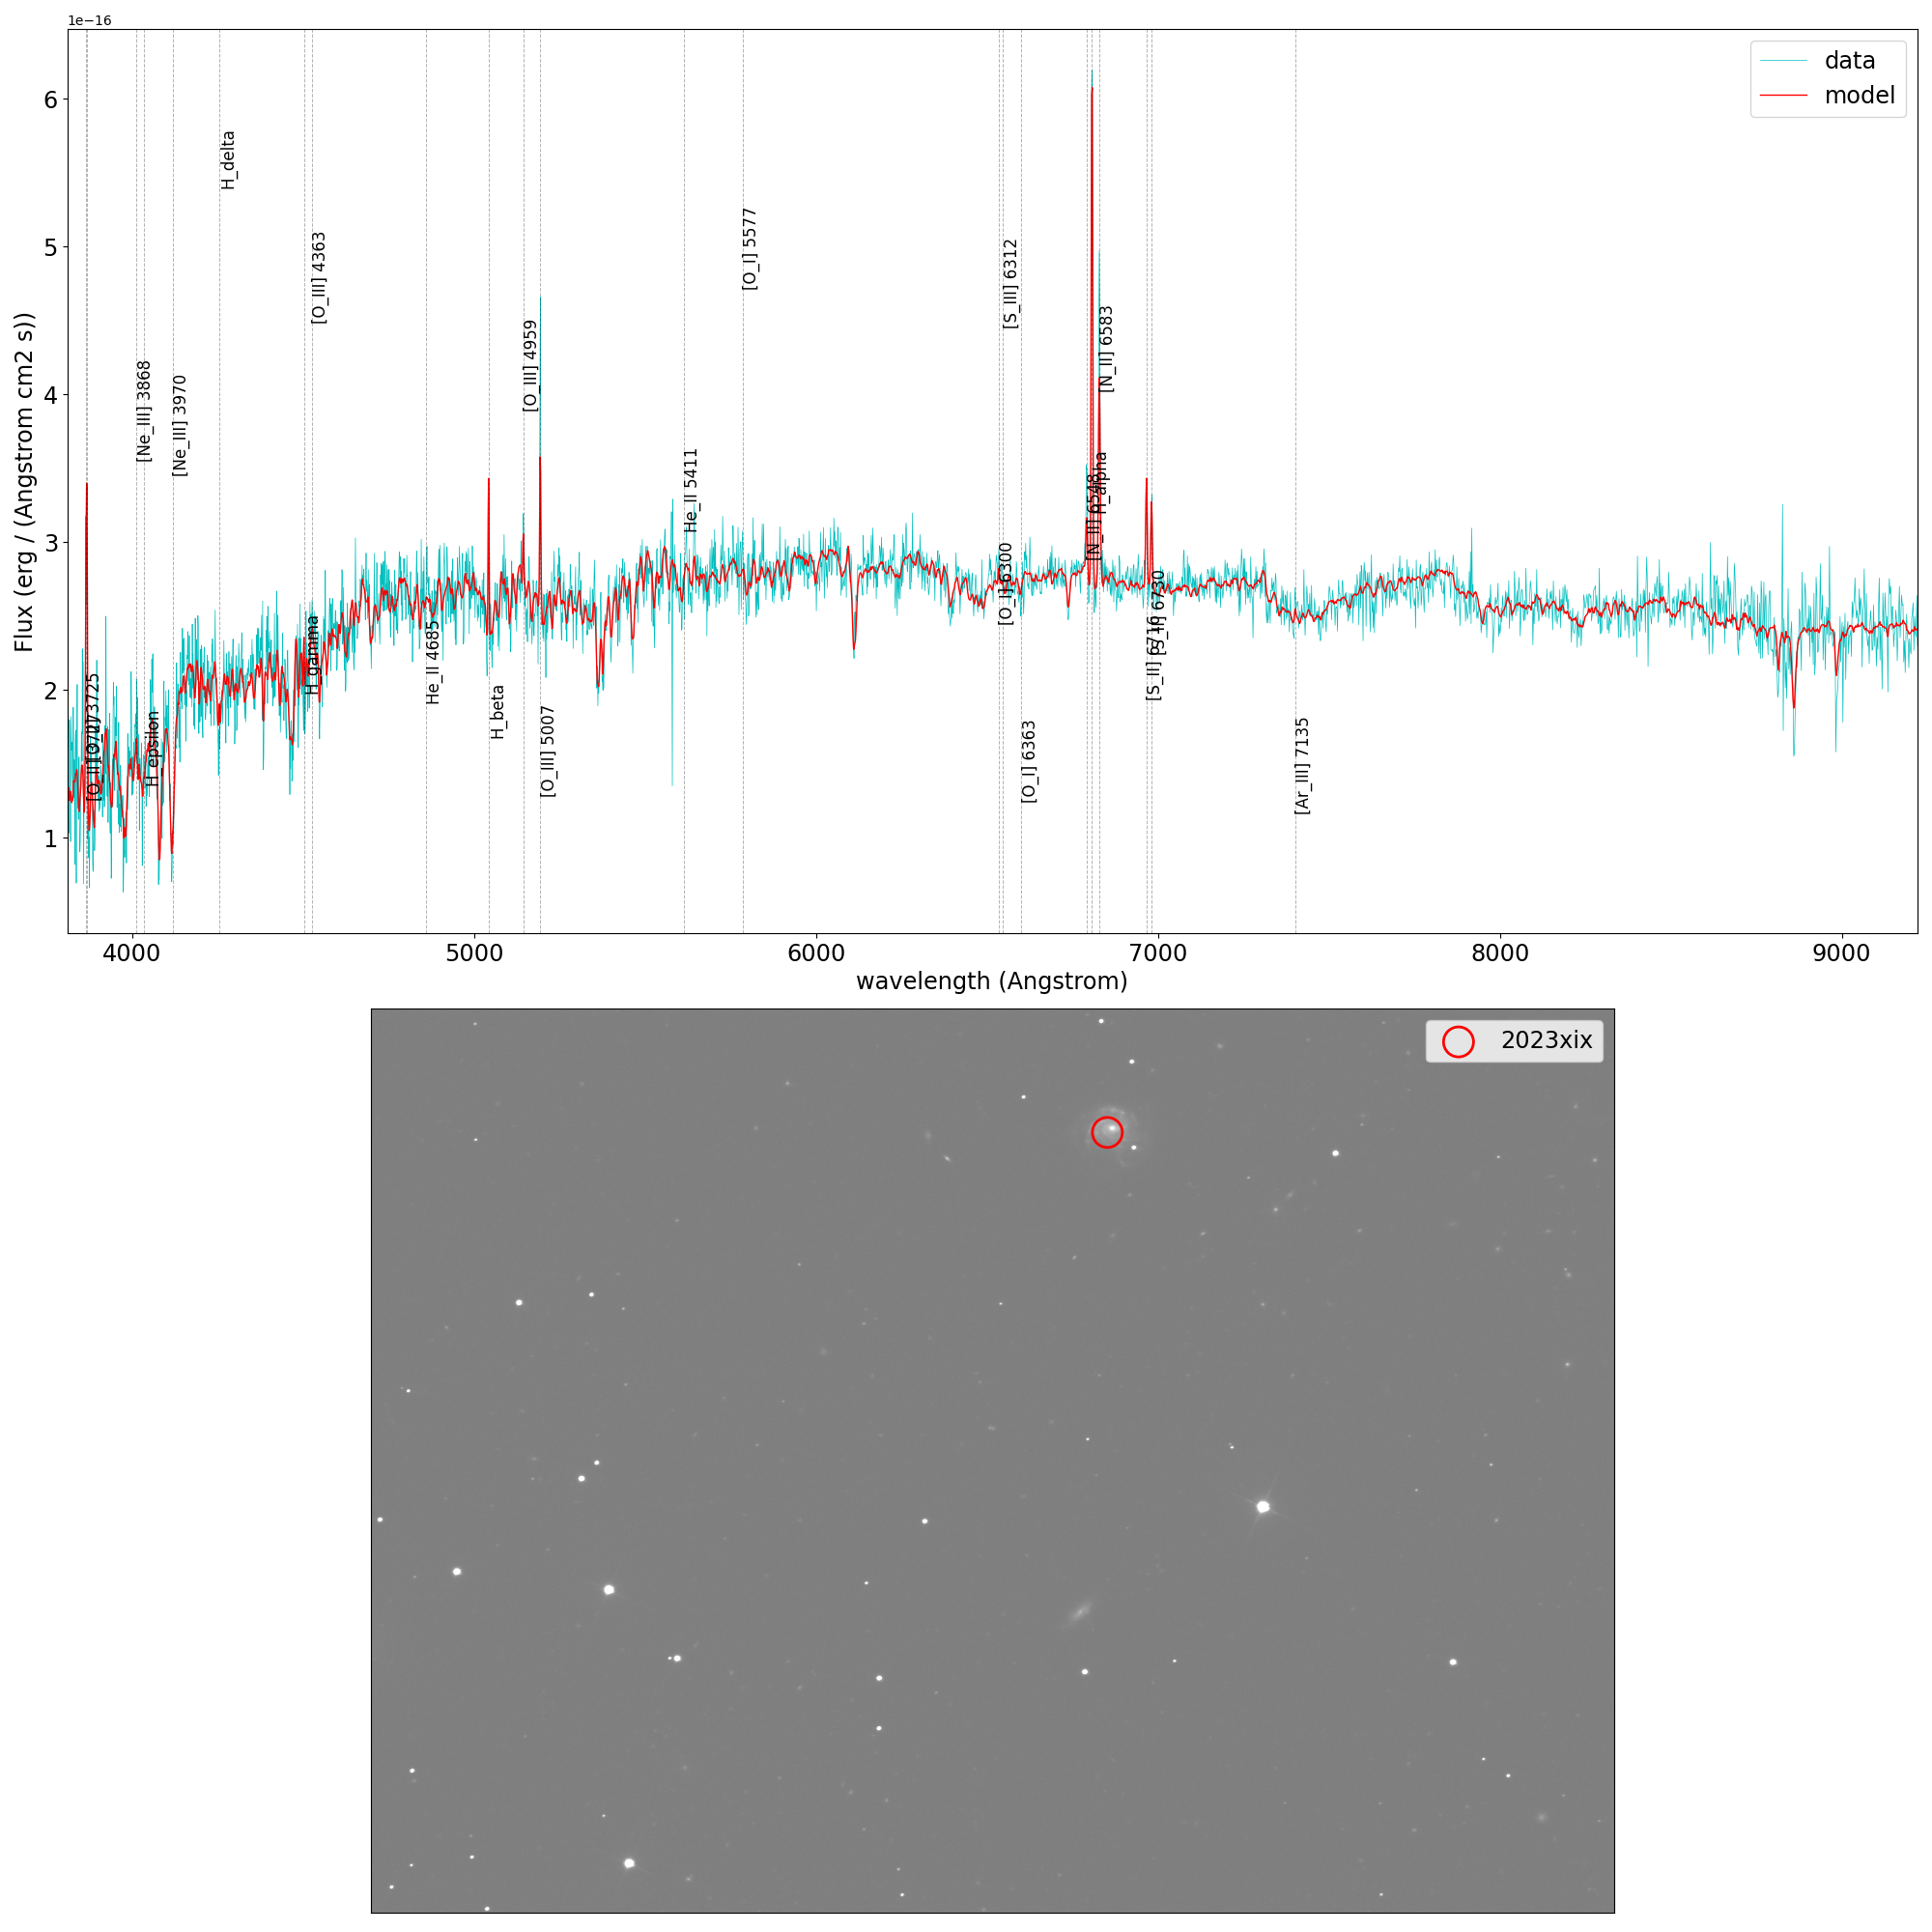 1e−16
data
model
Flux (erg / (Angstrom cm2 s))
6
5
4
3
2
1
[O_II] 3725
[Ne_III] 3868
H_epsilon
[Ne_III] 3970
H_delta
H_gamma
[O_III] 4363
He_II 4685
H_beta
[O_III] 4959
[O_III] 5007
He_II 5411
[O_I] 5577
[O_I] 6300
[S_III] 6312
[O_I] 6363
[N_II] 6548
H_alpha
[N_II] 6583
[S_II] 6716
[S_II] 6730
[Ar_III] 7135
4000
5000
6000
7000
8000
9000
wavelength (Angstrom)
2023xix